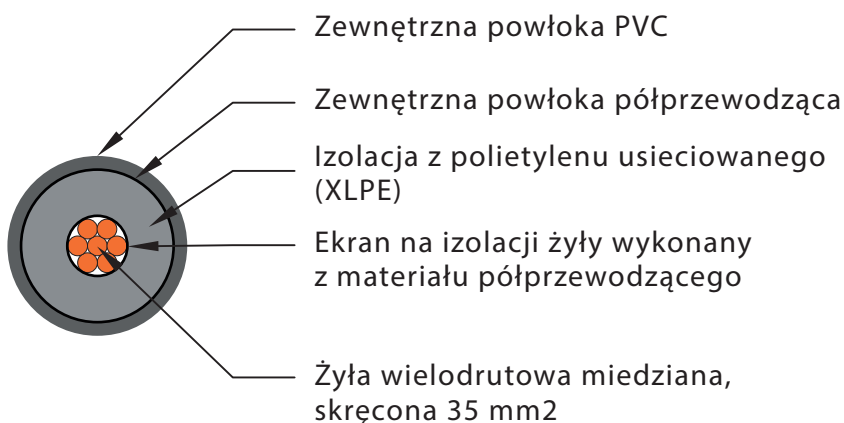 Zewnętrzna powłoka PVC
Zewnętrzna powłoka półprzewodząca
Izolacja z polietylenu usieciowanego
(XLPE)
Ekran na izolacji żyły wykonany
z materiału półprzewodzącego
Żyła wielodrutowa miedziana,
skręcona 35 mm2